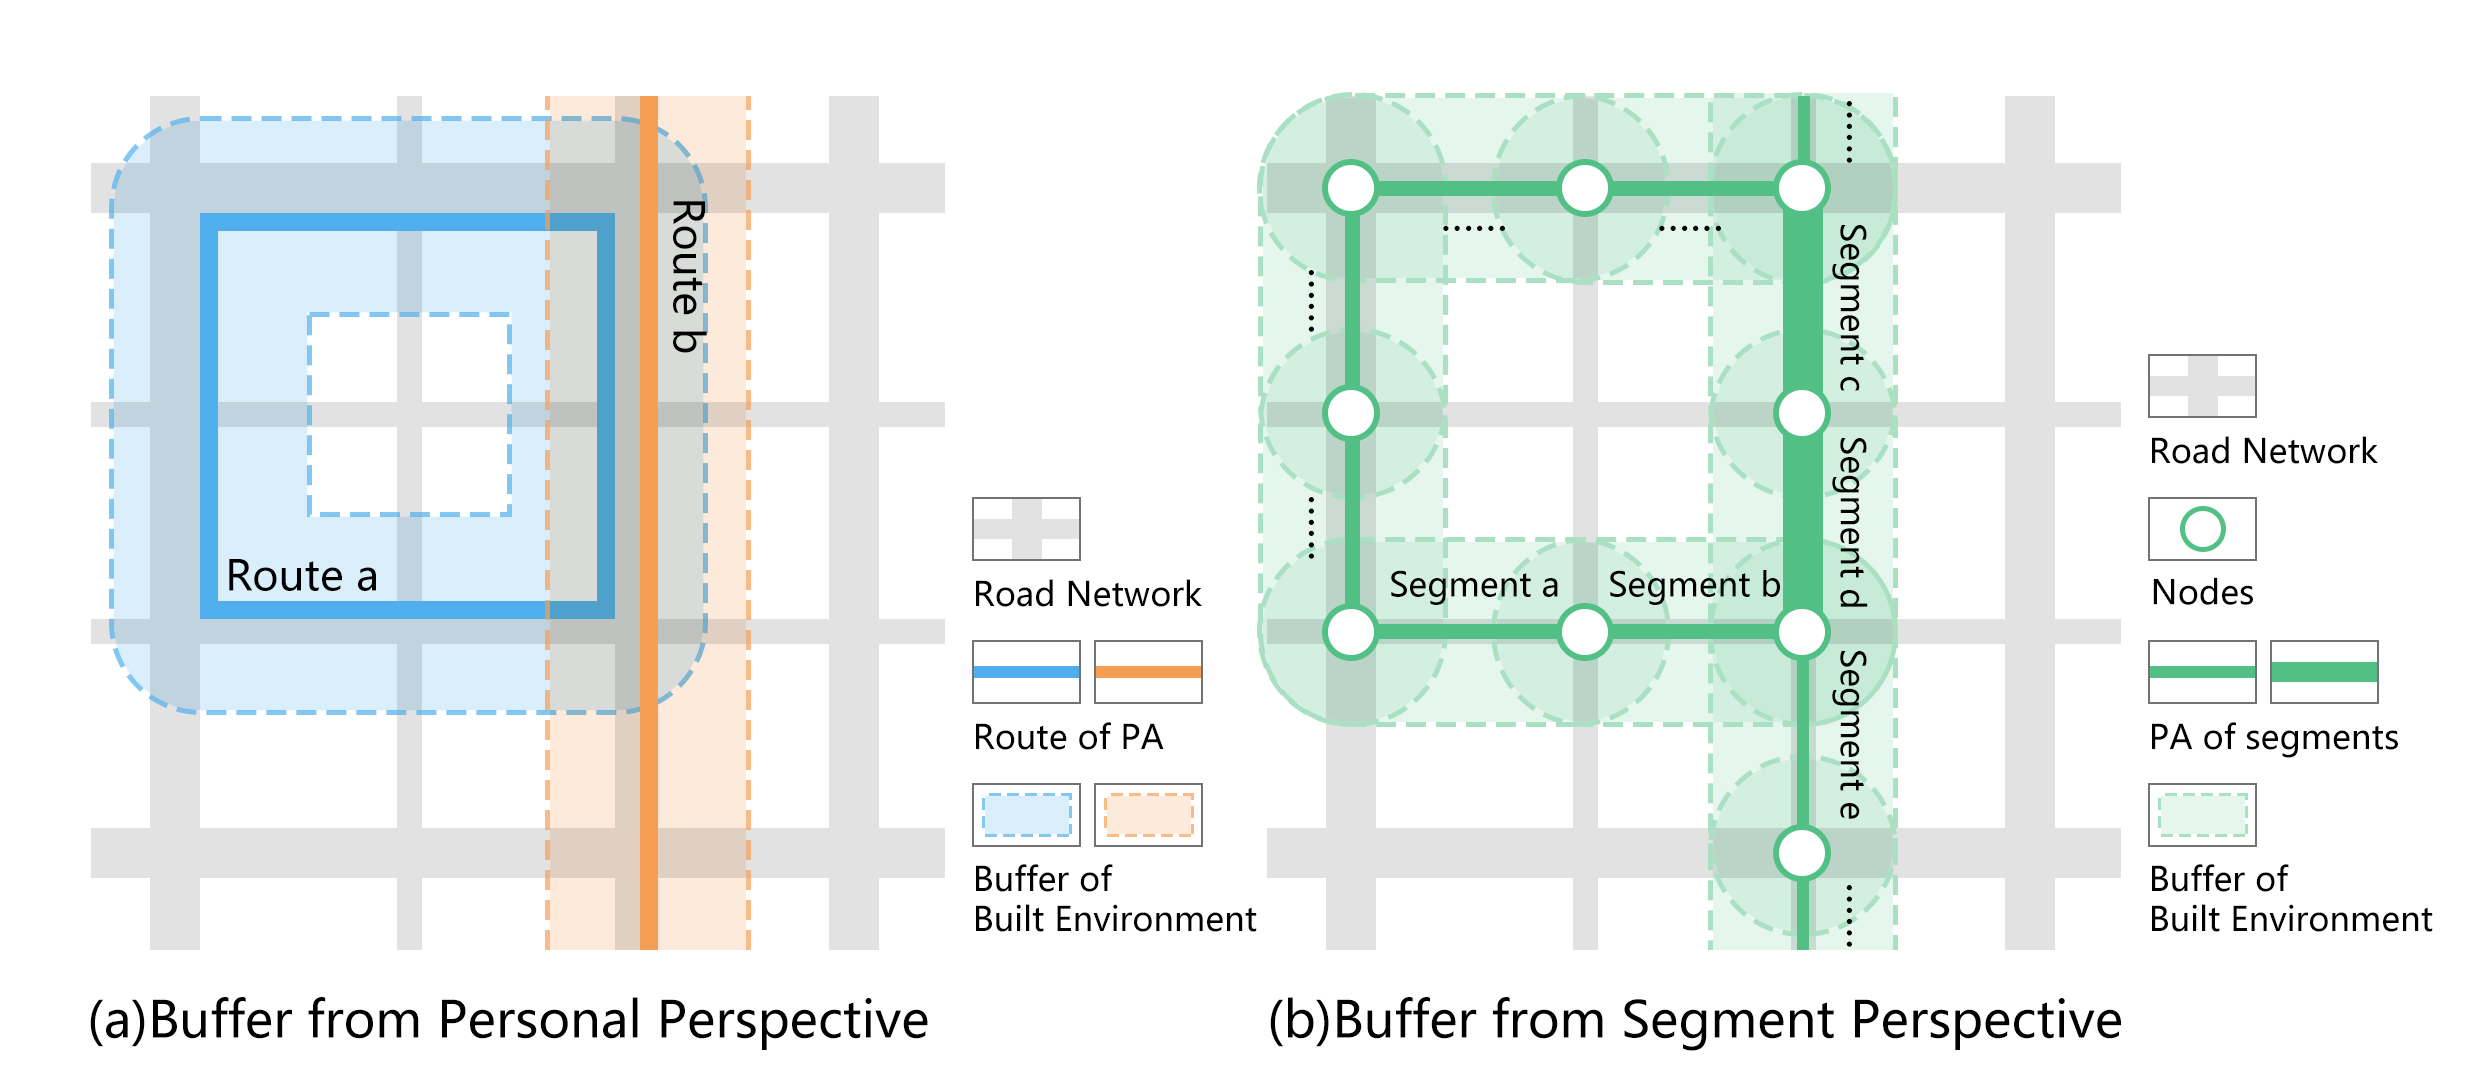 Route a
Route b
Road Network
Route of PA
Buffer of
Built Environment
(a)Buffer from Personal Perspective
Segment a
Segment b
Segment c
Segment d
Segment e
Road Network
Nodes
PA of segments
Buffer of
Built Environment
(b)Buffer from Segment Perspective